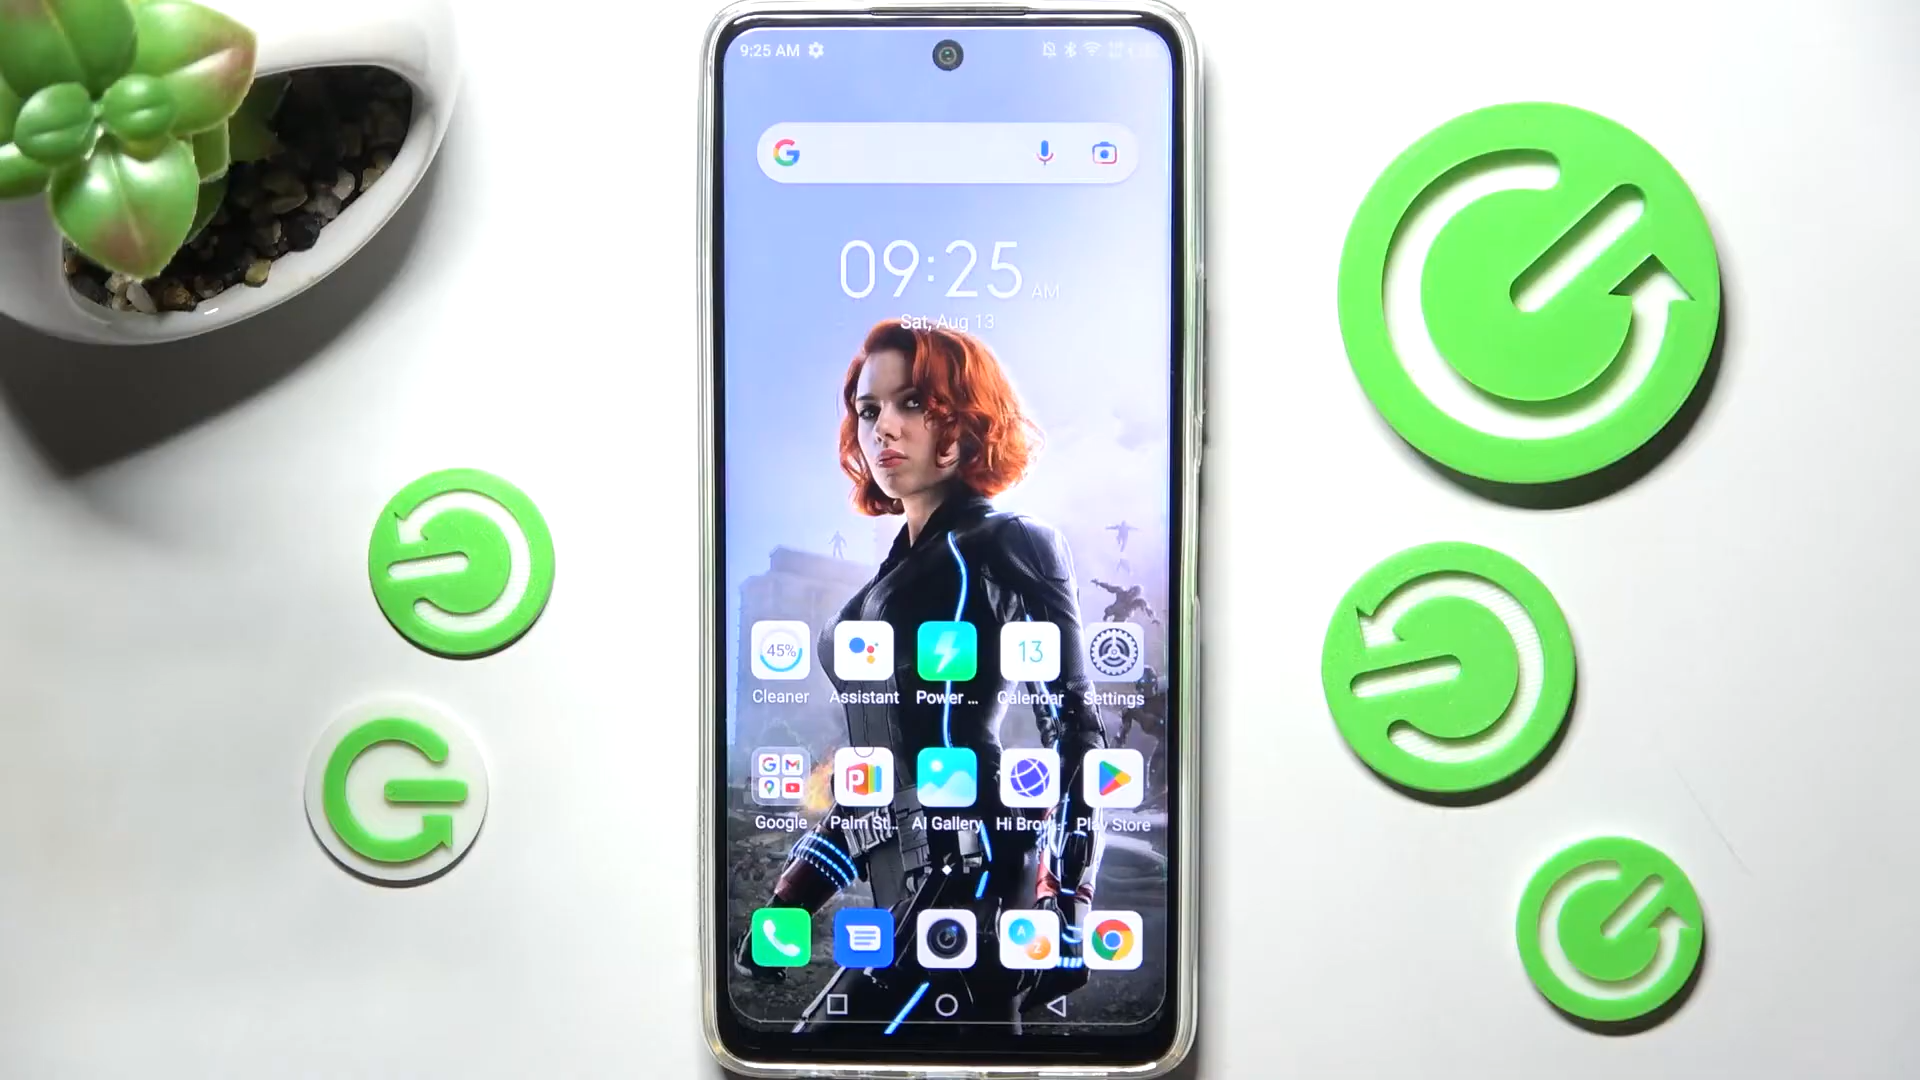 9:25 AM
09:25 AM
Sat, Aug 13
45%
13
Cleaner Assistant Power ... Calendar Settings
Google Palm St... AI Gallery Hi Brow... Play Store
A
Z